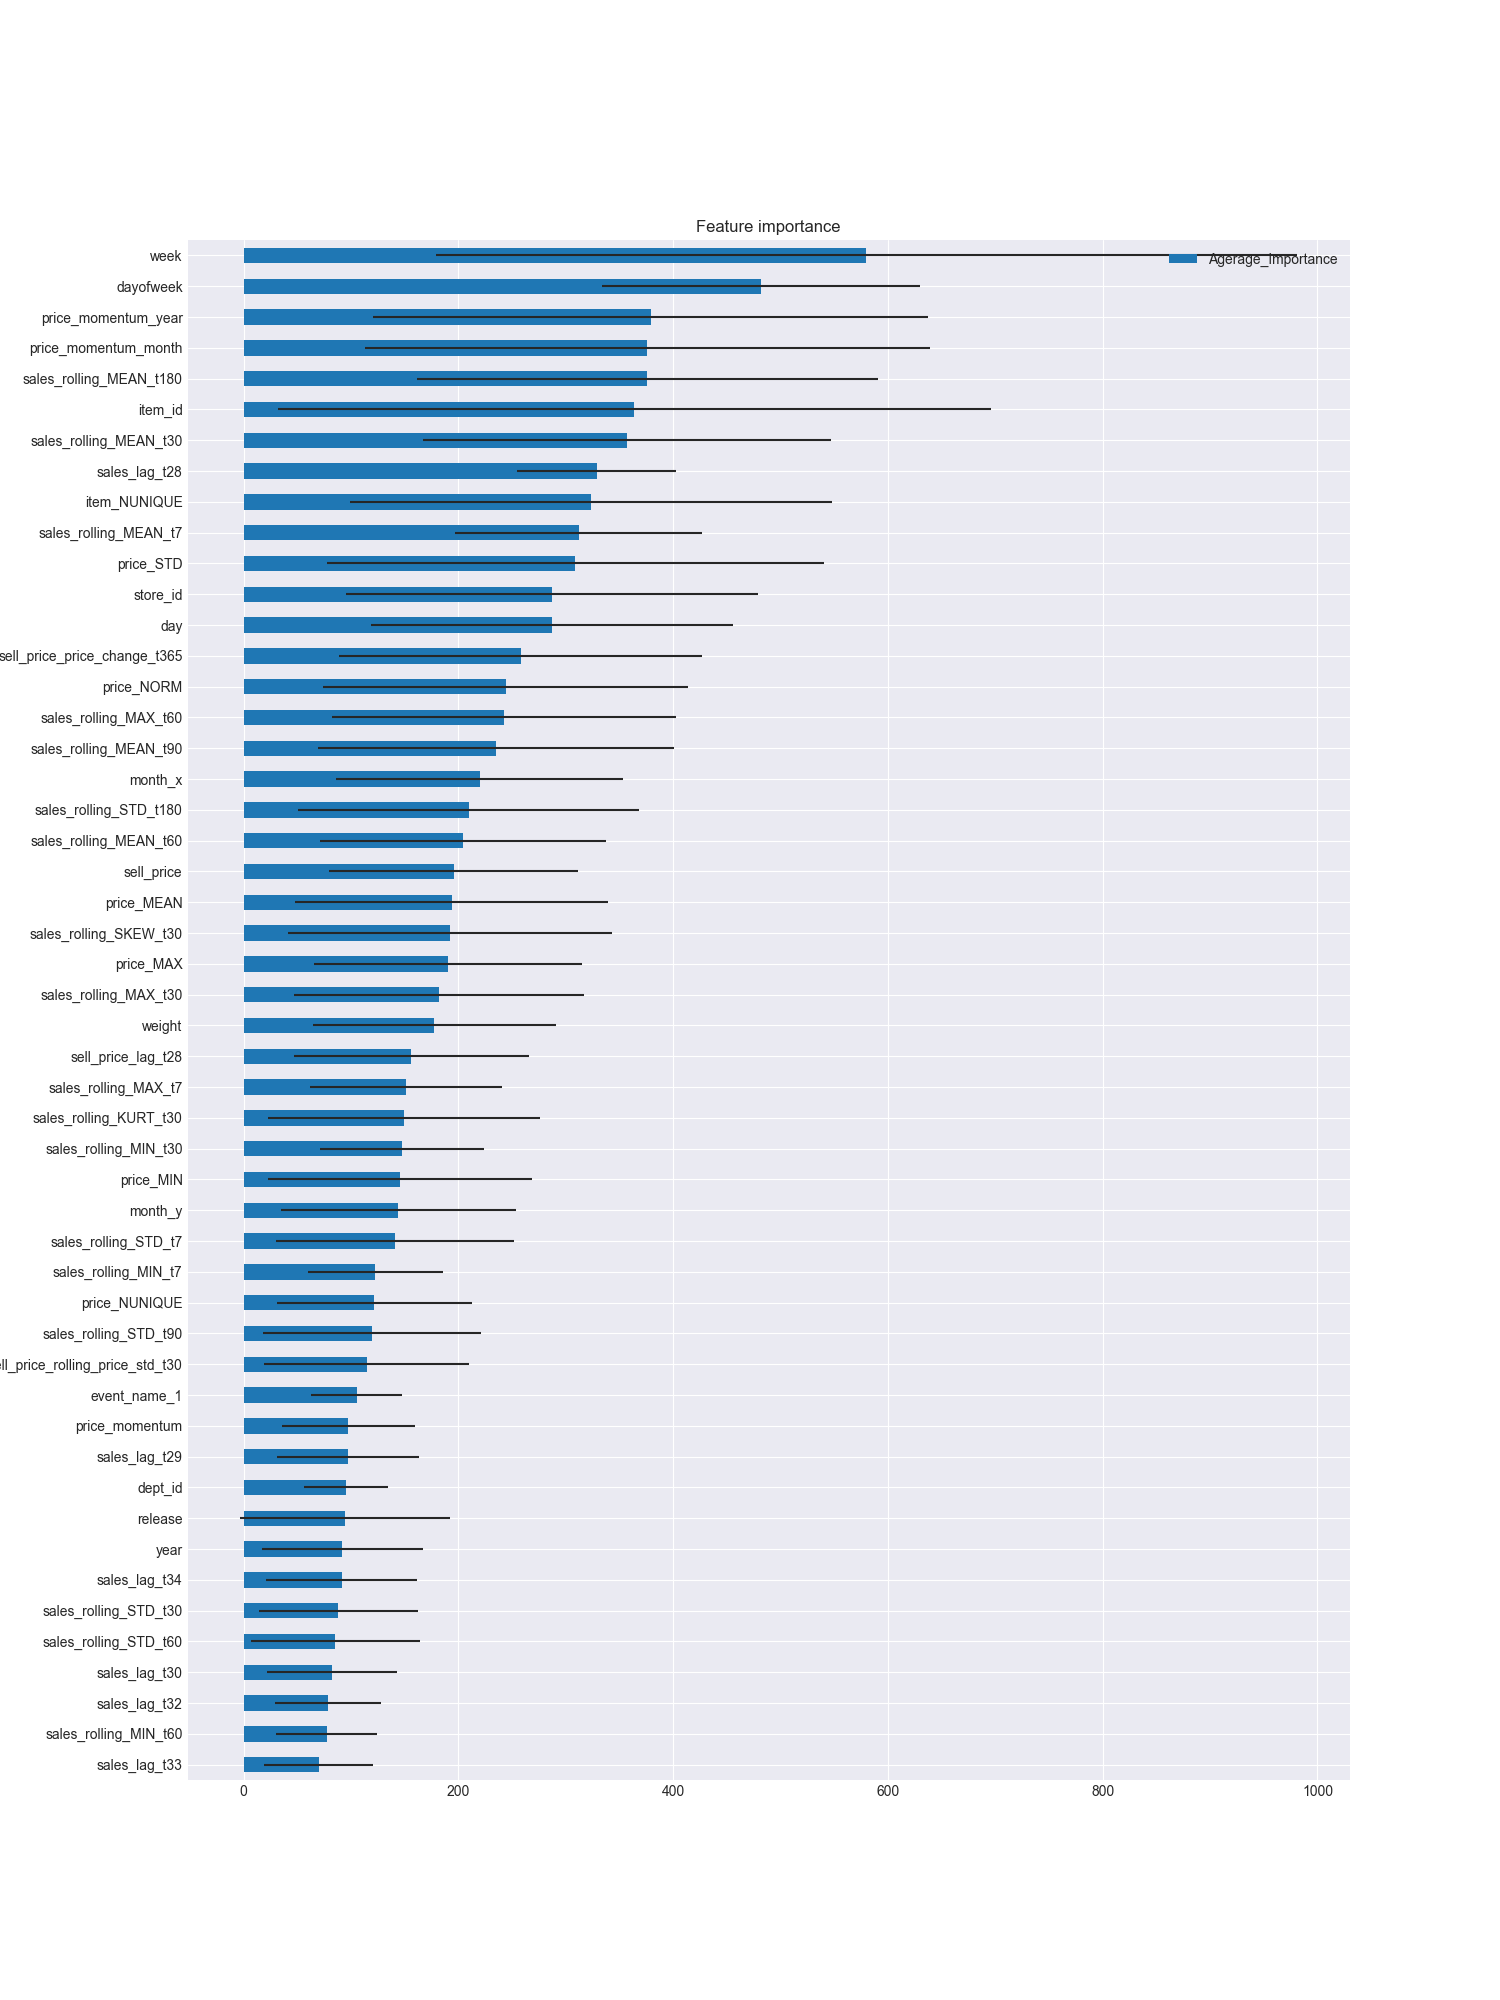 Feature importance
week
Agerage_Importance
dayofweek
price_momentum_year
price_momentum_month
sales_rolling_MEAN_t180
item_id
sales_rolling_MEAN_t30
sales_lag_t28
item_NUNIQUE
sales_rolling_MEAN_t7
price_STD
store_id
day
sell_price_price_change_t365
price_NORM
sales_rolling_MAX_t60
sales_rolling_MEAN_t90
month_x
sales_rolling_STD_t180
sales_rolling_MEAN_t60
sell_price
price_MEAN
sales_rolling_SKEW_t30
price_MAX
sales_rolling_MAX_t30
weight
sell_price_lag_t28
sales_rolling_MAX_t7
sales_rolling_KURT_t30
sales_rolling_MIN_t30
price_MIN
month_y
sales_rolling_STD_t7
sales_rolling_MIN_t7
price_NUNIQUE
sales_rolling_STD_t90
ell_price_rolling_price_std_t30
event_name_1
price_momentum
sales_lag_t29
dept_id
release
year
sales_lag_t34
sales_rolling_STD_t30
sales_rolling_STD_t60
sales_lag_t30
sales_lag_t32
sales_rolling_MIN_t60
sales_lag_t33
0 200 400 600 800 1000